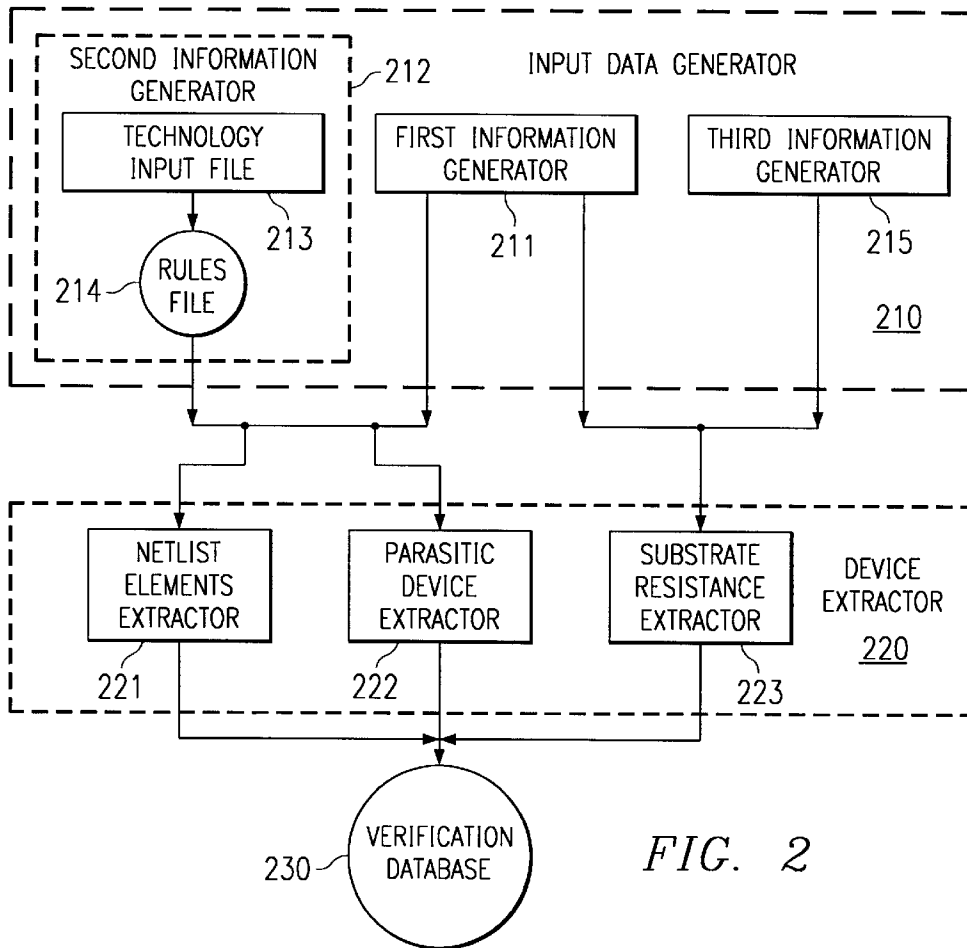 SECOND INFORMATION
GENERATOR
212
INPUT DATA GENERATOR
TECHNOLOGY
INPUT FILE
213
FIRST INFORMATION
GENERATOR
211
THIRD INFORMATION
GENERATOR
215
214
RULES
FILE
210
NETLIST
ELEMENTS
EXTRACTOR
221
PARASITIC
DEVICE
EXTRACTOR
222
SUBSTRATE
RESISTANCE
EXTRACTOR
223
DEVICE
EXTRACTOR
220
VERIFICATION
DATABASE
230
FIG. 2